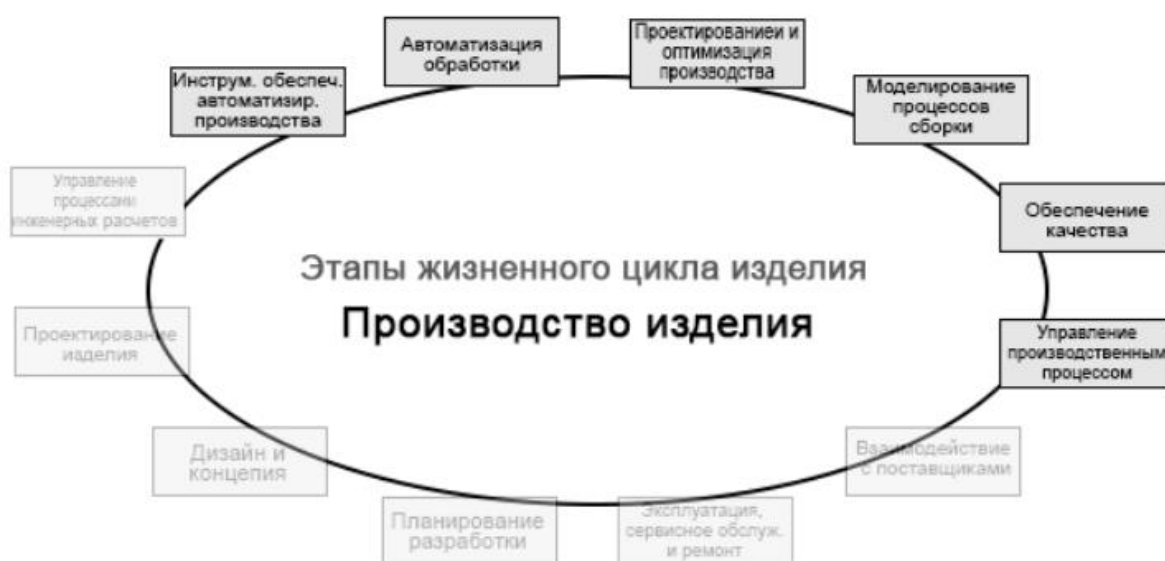 Автоматизация
обработки
Проектированиеи и
оптимизация
производства
Инструм. обеспеч.
автоматизир.
производства
Моделирование
процессов
сборки
Управление
процессами
инженерных расчетов
Обеспечение
качества
Этапы жизненного цикла изделия
Производство изделия
Проектирование
изделия
Управление
производственным
процессом
Дизайн и
концепия
Взаимодействие
с поставщиками
Планирование
разработки
Эксплуатация,
сервисное обслуж.
и ремонт